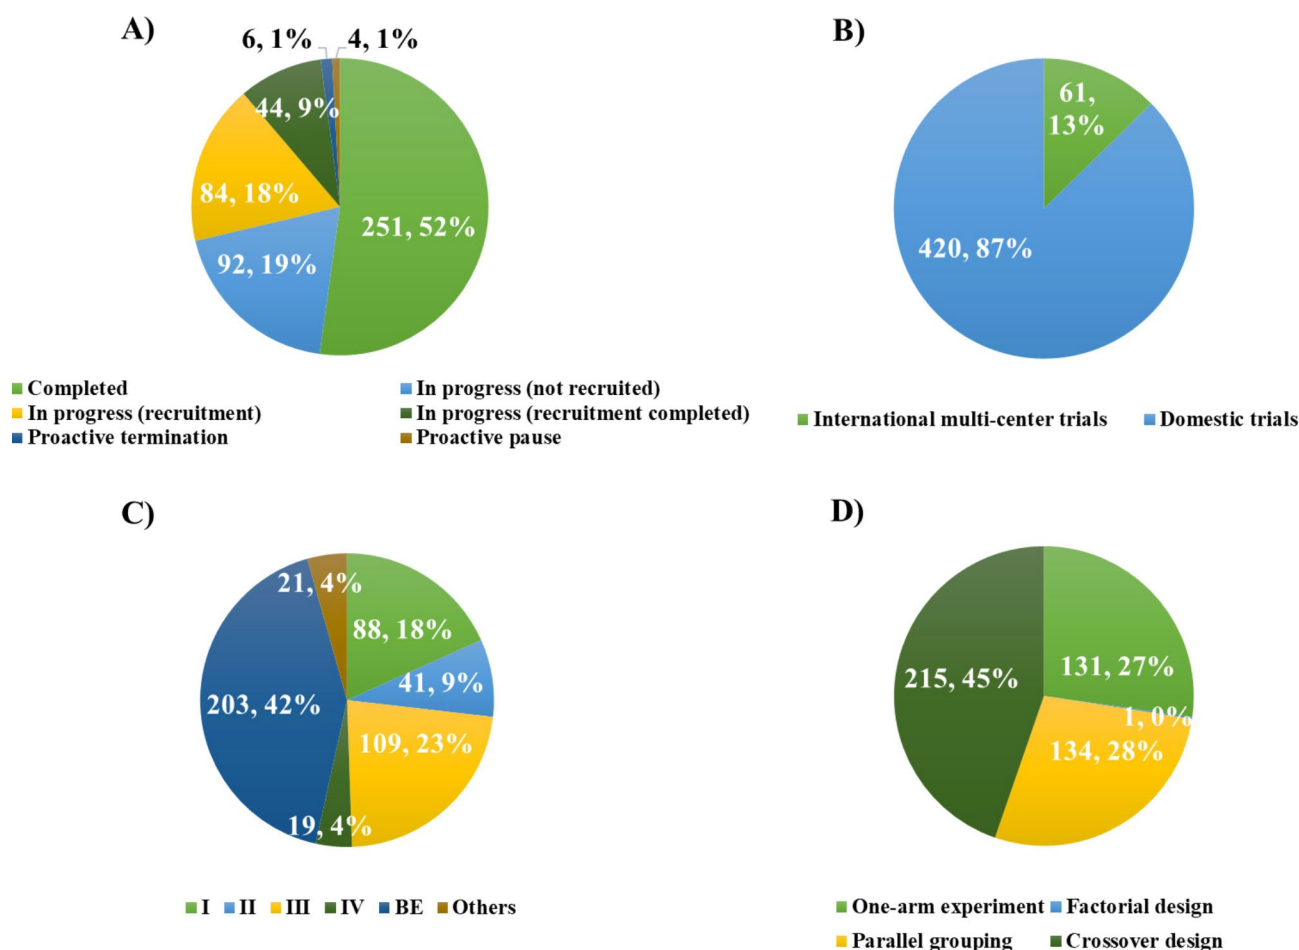 A)
6, 1%
4, 1%
44, 9%
84, 18%
251, 52%
92, 19%
Completed
In progress (not recruited)
In progress (recruitment)
In progress (recruitment completed)
Proactive termination
Proactive pause
B)
61,
13%
420, 87%
International multi-center trials
Domestic trials
C)
21, 4%
88, 18%
41, 9%
203, 42%
109, 23%
19, 4%
I
II
III
IV
BE
Others
D)
131, 27%
215, 45%
1, 0%
134, 28%
One-arm experiment
Factorial design
Parallel grouping
Crossover design